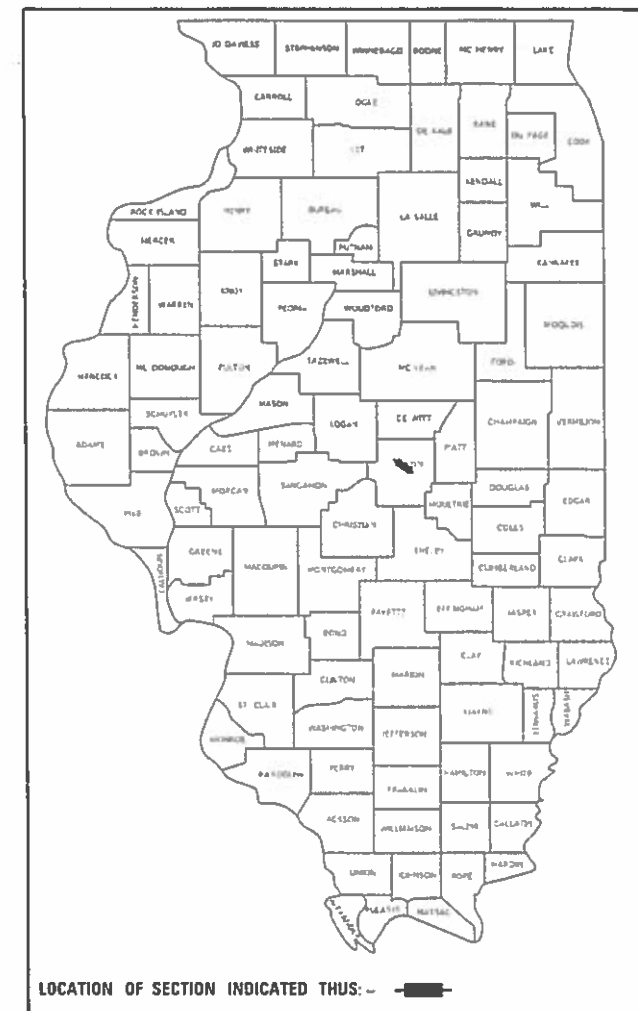 JO DAVIESS STEPHENSON WINNEBAGO BOONE MC HENRY LAKE
CARROLL OGLE DE KALB KANE DU PAGE COOK
WHITESIDE LEE KENDALL WILL
ROCK ISLAND HENRY BUREAU LA SALLE GRUNDY
MERCER PUTNAM KANKAKEE
STARK MARSHALL
HENDERSON WARREN KNOX PEORIA WOODFORD LIVINGSTON IROQUOIS
HANCOCK MC DONOUGH FULTON TAZEWELL MC LEAN FORD
SCHUYLER MASON LOGAN DE WITT CHAMPAIGN VERMILION
ADAMS BROWN CASS MENARD PIATT
PIKE SCOTT MORGAN SANGAMON MOULTRIE DOUGLAS EDGAR
CHRISTIAN COLES
CALHOUN GREENE MACOUPIN MONTGOMERY SHELBY CUMBERLAND CLARK
JERSEY FAYETTE EFFINGHAM JASPER CRAWFORD
MADISON BOND CLAY RICHLAND LAWRENCE
ST. CLAIR CLINTON MARION WAYNE EDWARDS WABASH
MONROE WASHINGTON JEFFERSON
RANDOLPH PERRY FRANKLIN HAMILTON WHITE
JACKSON WILLIAMSON SALINE GALLATIN
UNION JOHNSON POPE HARDIN
PULASKI MASSAC
LOCATION OF SECTION INDICATED THUS: -